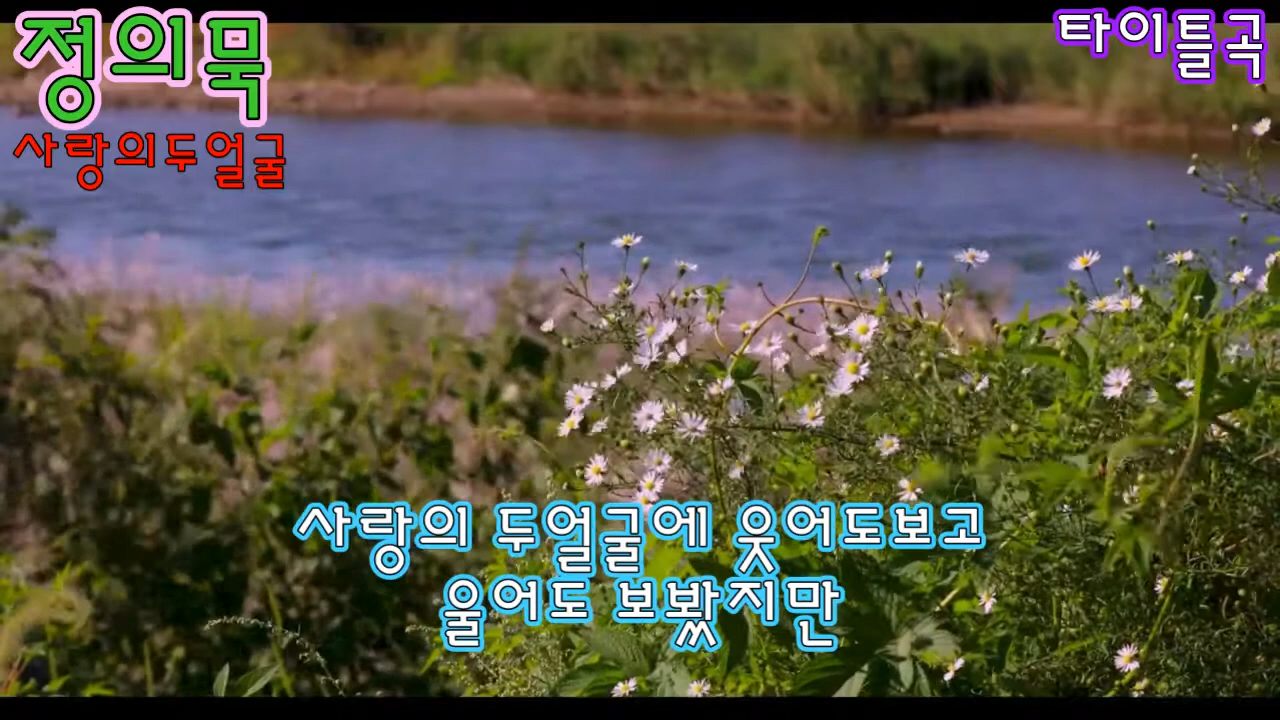 정의묵
타이틀곡
사랑의두얼굴
사랑의 두얼굴에 웃어도보고
울어도 보봤지만